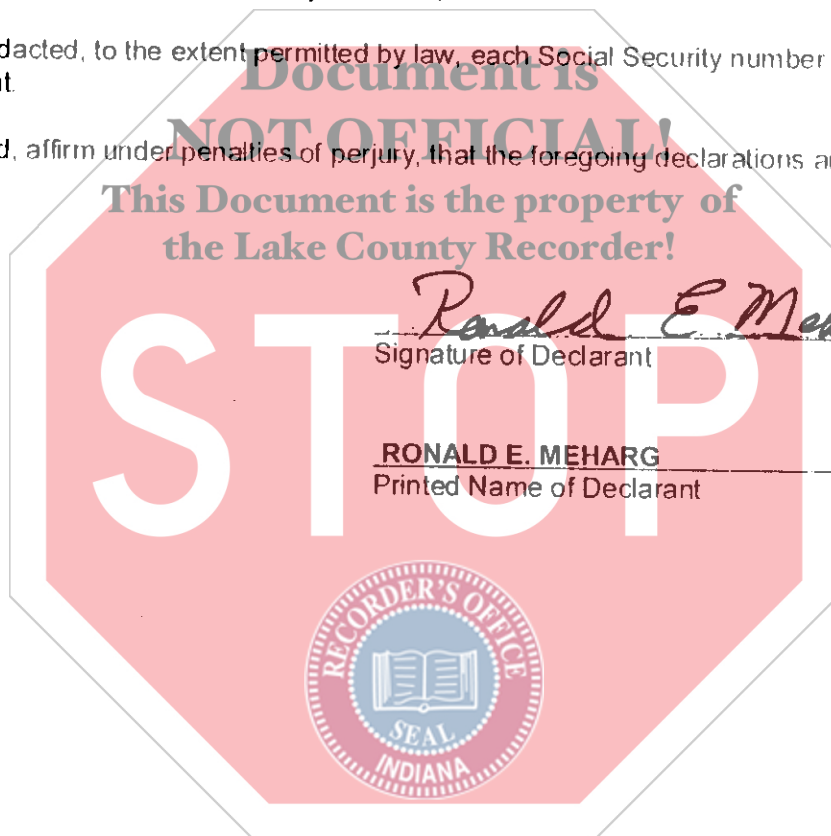 dacted, to the extent permitted by law, each Social Security number
t.
Document is
NOT OFFICIAL!
d, affirm under penalties of perjury, that the foregoing declarations a
This Document is the property of
the Lake County Recorder!
Ronald E. Me
Signature of Declarant
STOP
RONALD E. MEHARG
Printed Name of Declarant
RECORDER'S OFFICE
SEAL
INDIANA